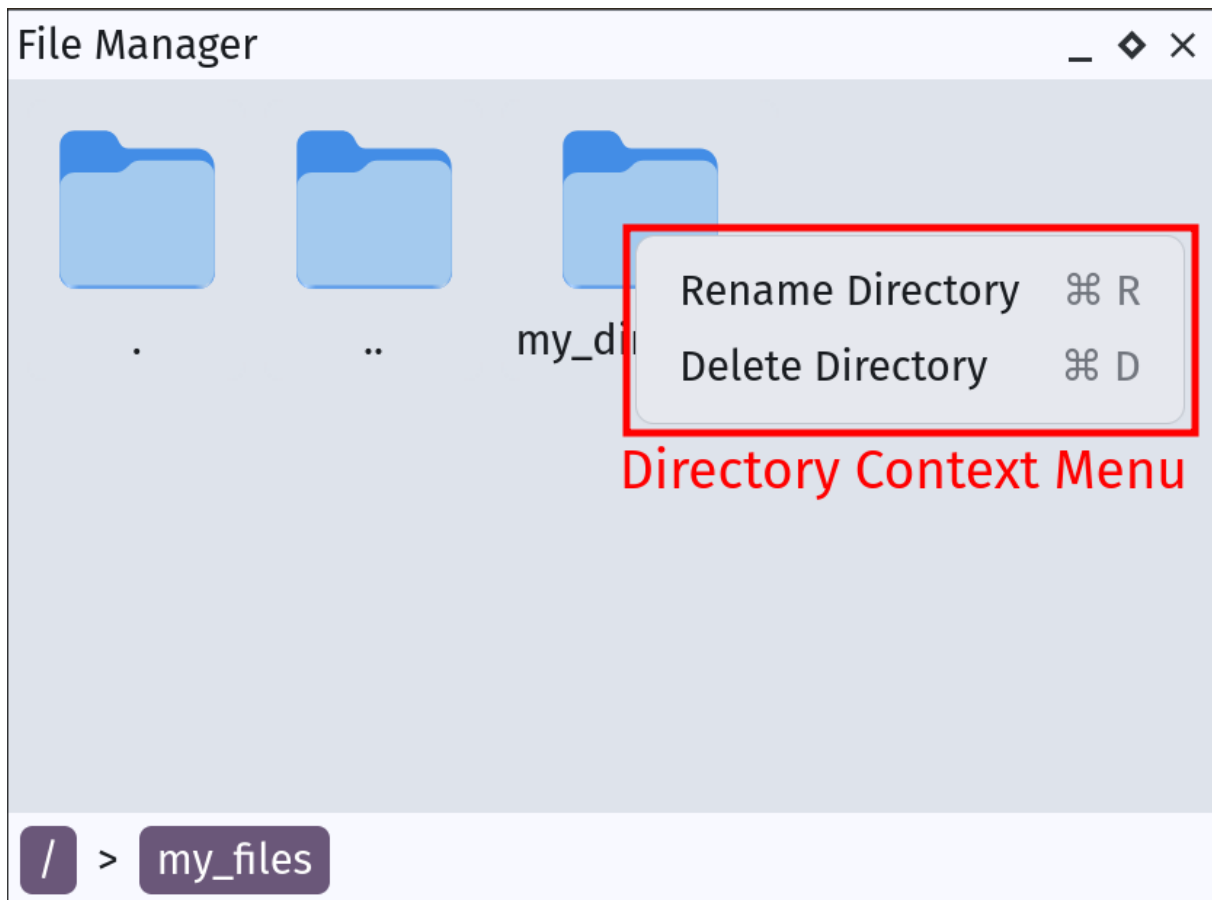 File Manager
.
..
my_di
Rename Directory ⌘ R
Delete Directory ⌘ D
Directory Context Menu
/ > my_files